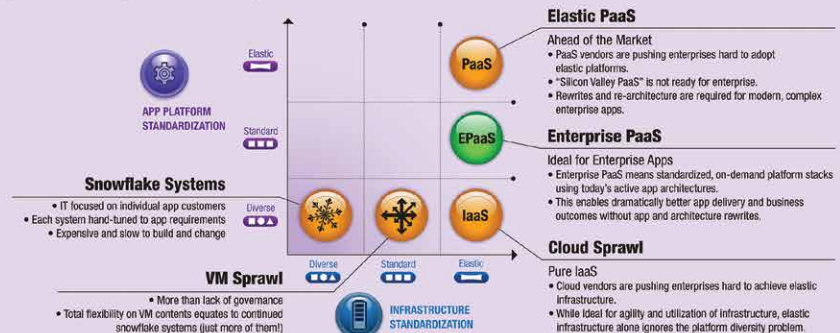 Elastic PaaS
Ahead of the Market
• PaaS vendors are pushing enterprises hard to adopt
elastic platforms.
• "Silicon Valley PaaS" is not ready for enterprise.
• Rewrites and re-architecture are required for modern, complex
enterprise apps.
Elastic
PaaS
APP PLATFORM
STANDARDIZATION
Standard
EPaaS
Enterprise PaaS
Ideal for Enterprise Apps
• Enterprise PaaS means standardized, on-demand platform stacks
using today's active app architectures.
• This enables dramatically better app delivery and business
outcomes without app and architecture rewrites.
Snowflake Systems
• IT focused on individual app customers
• Each system hand-tuned to app requirements
• Expensive and slow to build and change
Diverse
IaaS
Cloud Sprawl
Pure IaaS
• Cloud vendors are pushing enterprises hard to achieve elastic
infrastructure.
• While ideal for agility and utilization of infrastructure, elastic
infrastructure alone ignores the platform diversity problem.
Diverse
Standard
Elastic
VM Sprawl
• More than lack of governance
• Total flexibility on VM contents equates to continued
snowflake systems (just more of them!)
INFRASTRUCTURE
STANDARDIZATION